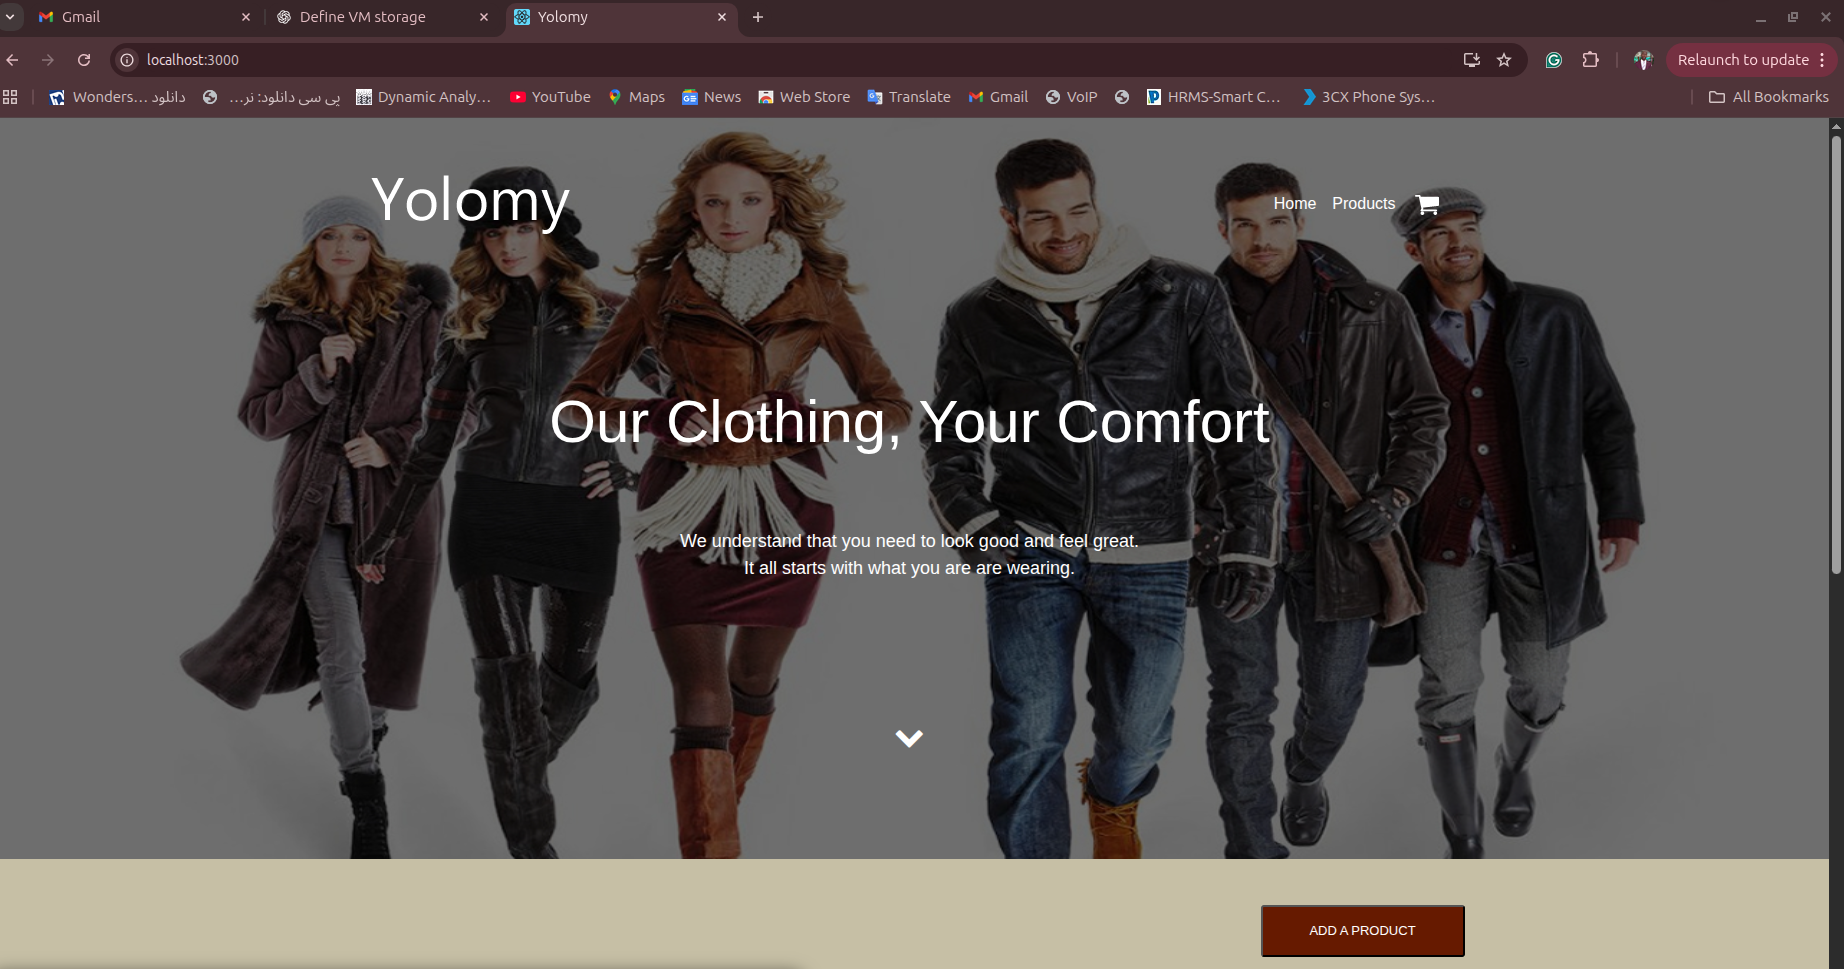 Gmail
Define VM storage
Yolomy
localhost:3000
Relaunch to update
Wonders... دانلود
پی سی دانلود: نر...
Dynamic Analy...
YouTube
Maps
News
Web Store
Translate
Gmail
VoIP
HRMS-Smart C...
3CX Phone Sys...
All Bookmarks
Yolomy
Home
Products
Our Clothing, Your Comfort
We understand that you need to look good and feel great.
It all starts with what you are are wearing.
ADD A PRODUCT